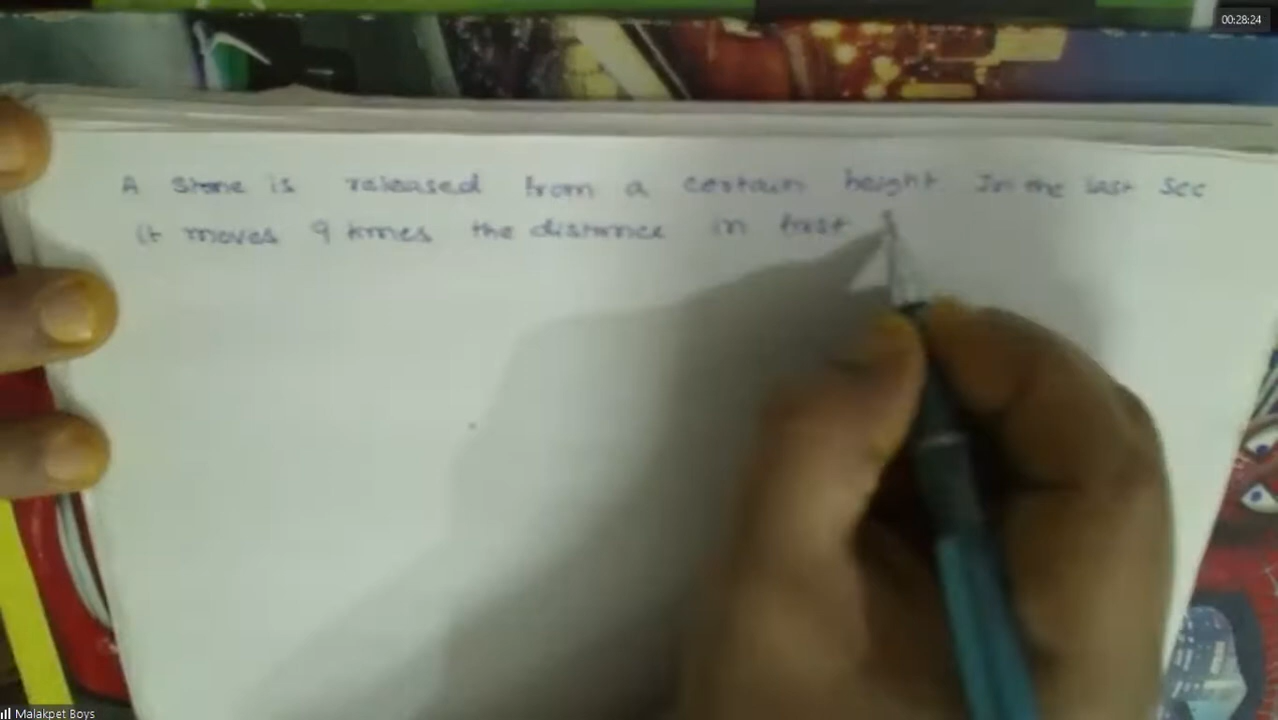 00:28:24
A stone is released from a certain height. In the last sec
it moves 9 times the distance in first s
Malakpet Boys